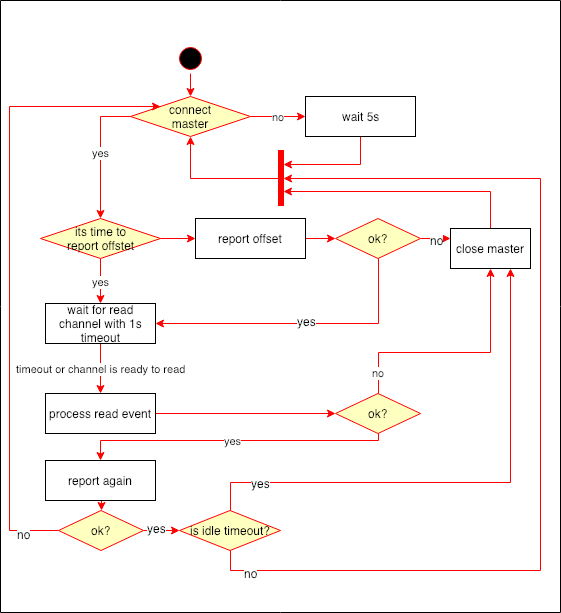 connect
master
no
wait 5s
yes
its time to
report offstet
report offset
ok?
no
close master
yes
wait for read
channel with 1s
timeout
yes
timeout or channel is ready to read
no
process read event
ok?
yes
report again
yes
ok?
yes
is idle timeout?
no
no